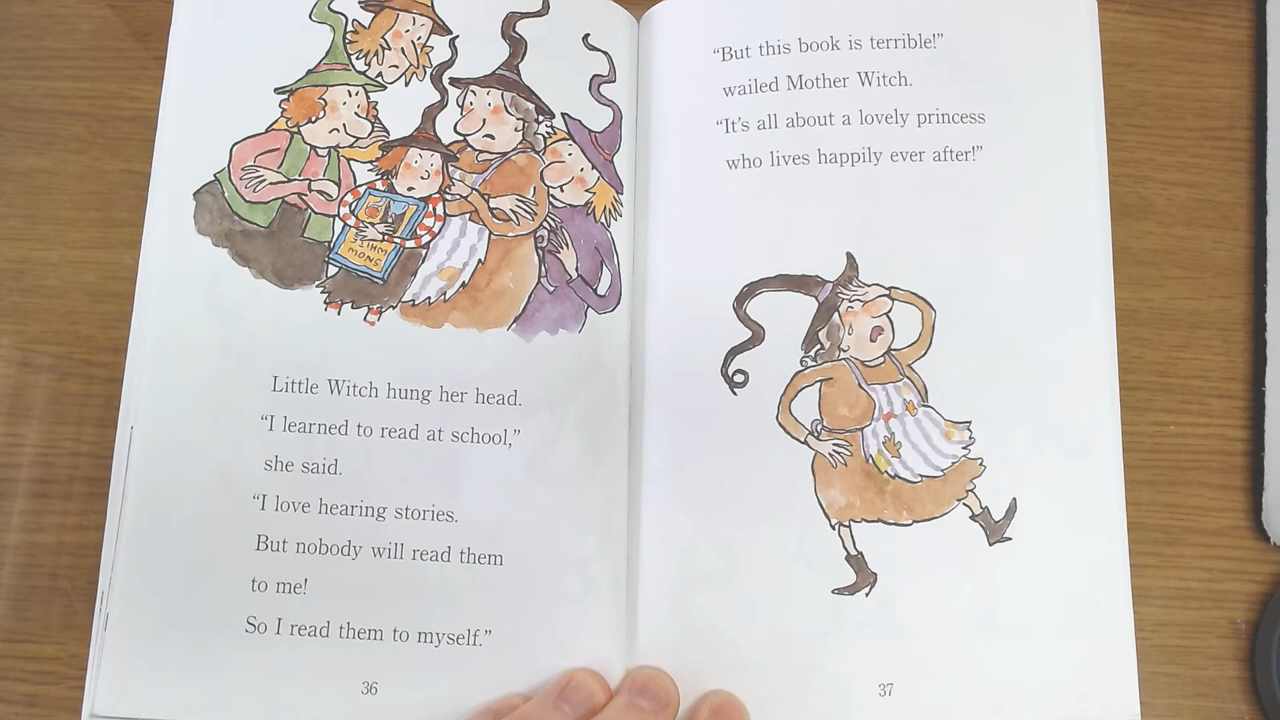 SNOW
WHITE
Little Witch hung her head.
“I learned to read at school,”
she said.
“I love hearing stories.
But nobody will read them
to me!
So I read them to myself.”
36
“But this book is terrible!”
wailed Mother Witch.
“It’s all about a lovely princess
who lives happily ever after!”
37